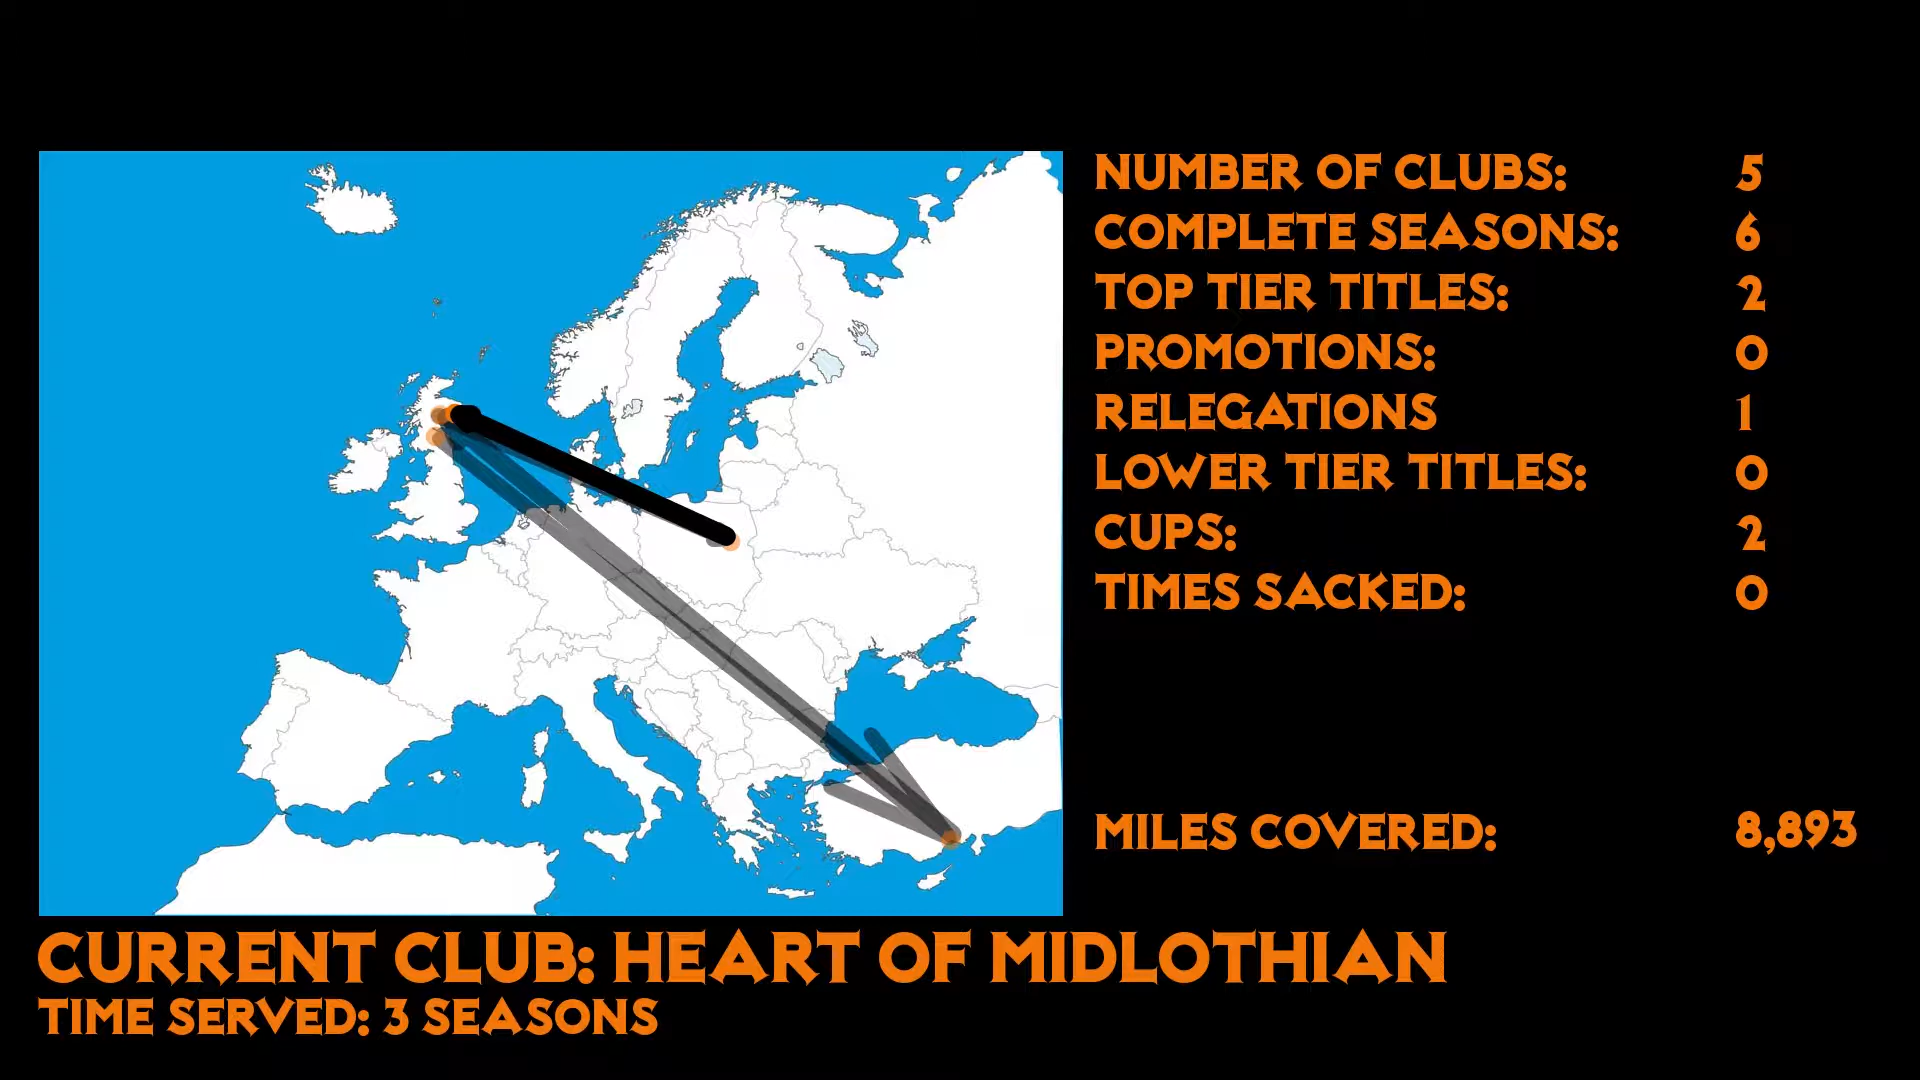 NUMBER OF CLUBS: 5
COMPLETE SEASONS: 6
TOP TIER TITLES: 2
PROMOTIONS: 0
RELEGATIONS 1
LOWER TIER TITLES: 0
CUPS: 2
TIMES SACKED: 0
MILES COVERED: 8,893
CURRENT CLUB: HEART OF MIDLOTHIAN
TIME SERVED: 3 SEASONS